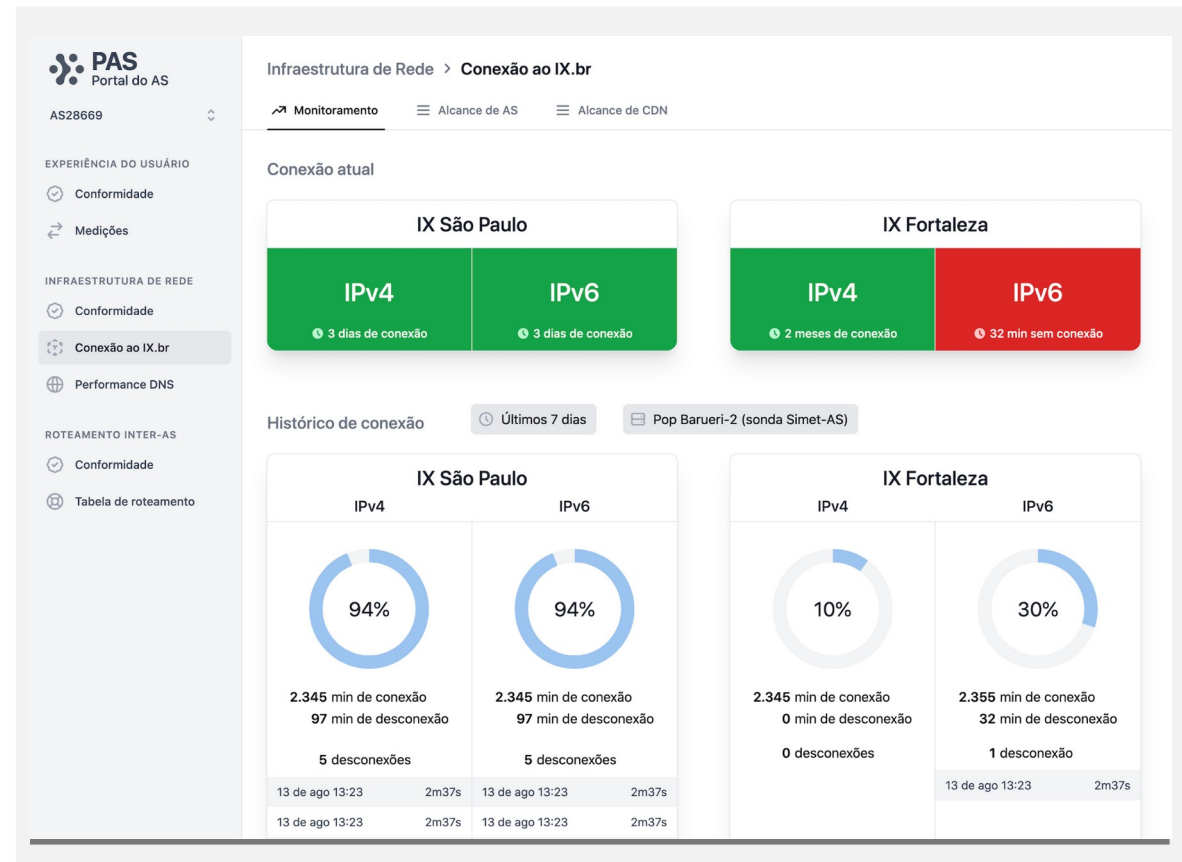 PAS
Portal do AS
AS28669
EXPERIÊNCIA DO USUÁRIO
Conformidade
Medições
INFRAESTRUTURA DE REDE
Conformidade
Conexão ao IX.br
Performance DNS
ROTEAMENTO INTER-AS
Conformidade
Tabela de roteamento
Infraestrutura de Rede > Conexão ao IX.br
Monitoramento Alcance de AS Alcance de CDN
Conexão atual
IX São Paulo
IPv4 IPv6
3 dias de conexão 3 dias de conexão
IX Fortaleza
IPv4 IPv6
2 meses de conexão 32 min sem conexão
Histórico de conexão Últimos 7 dias Pop Barueri-2 (sonda Simet-AS)
IX São Paulo
IPv4 IPv6
94% 94%
2.345 min de conexão 2.345 min de conexão
97 min de desconexão 97 min de desconexão
5 desconexões 5 desconexões
13 de ago 13:23 2m37s 13 de ago 13:23 2m37s
13 de ago 13:23 2m37s 13 de ago 13:23 2m37s
IX Fortaleza
IPv4 IPv6
10% 30%
2.345 min de conexão 2.355 min de conexão
0 min de desconexão 32 min de desconexão
0 desconexões 1 desconexão
13 de ago 13:23 2m37s